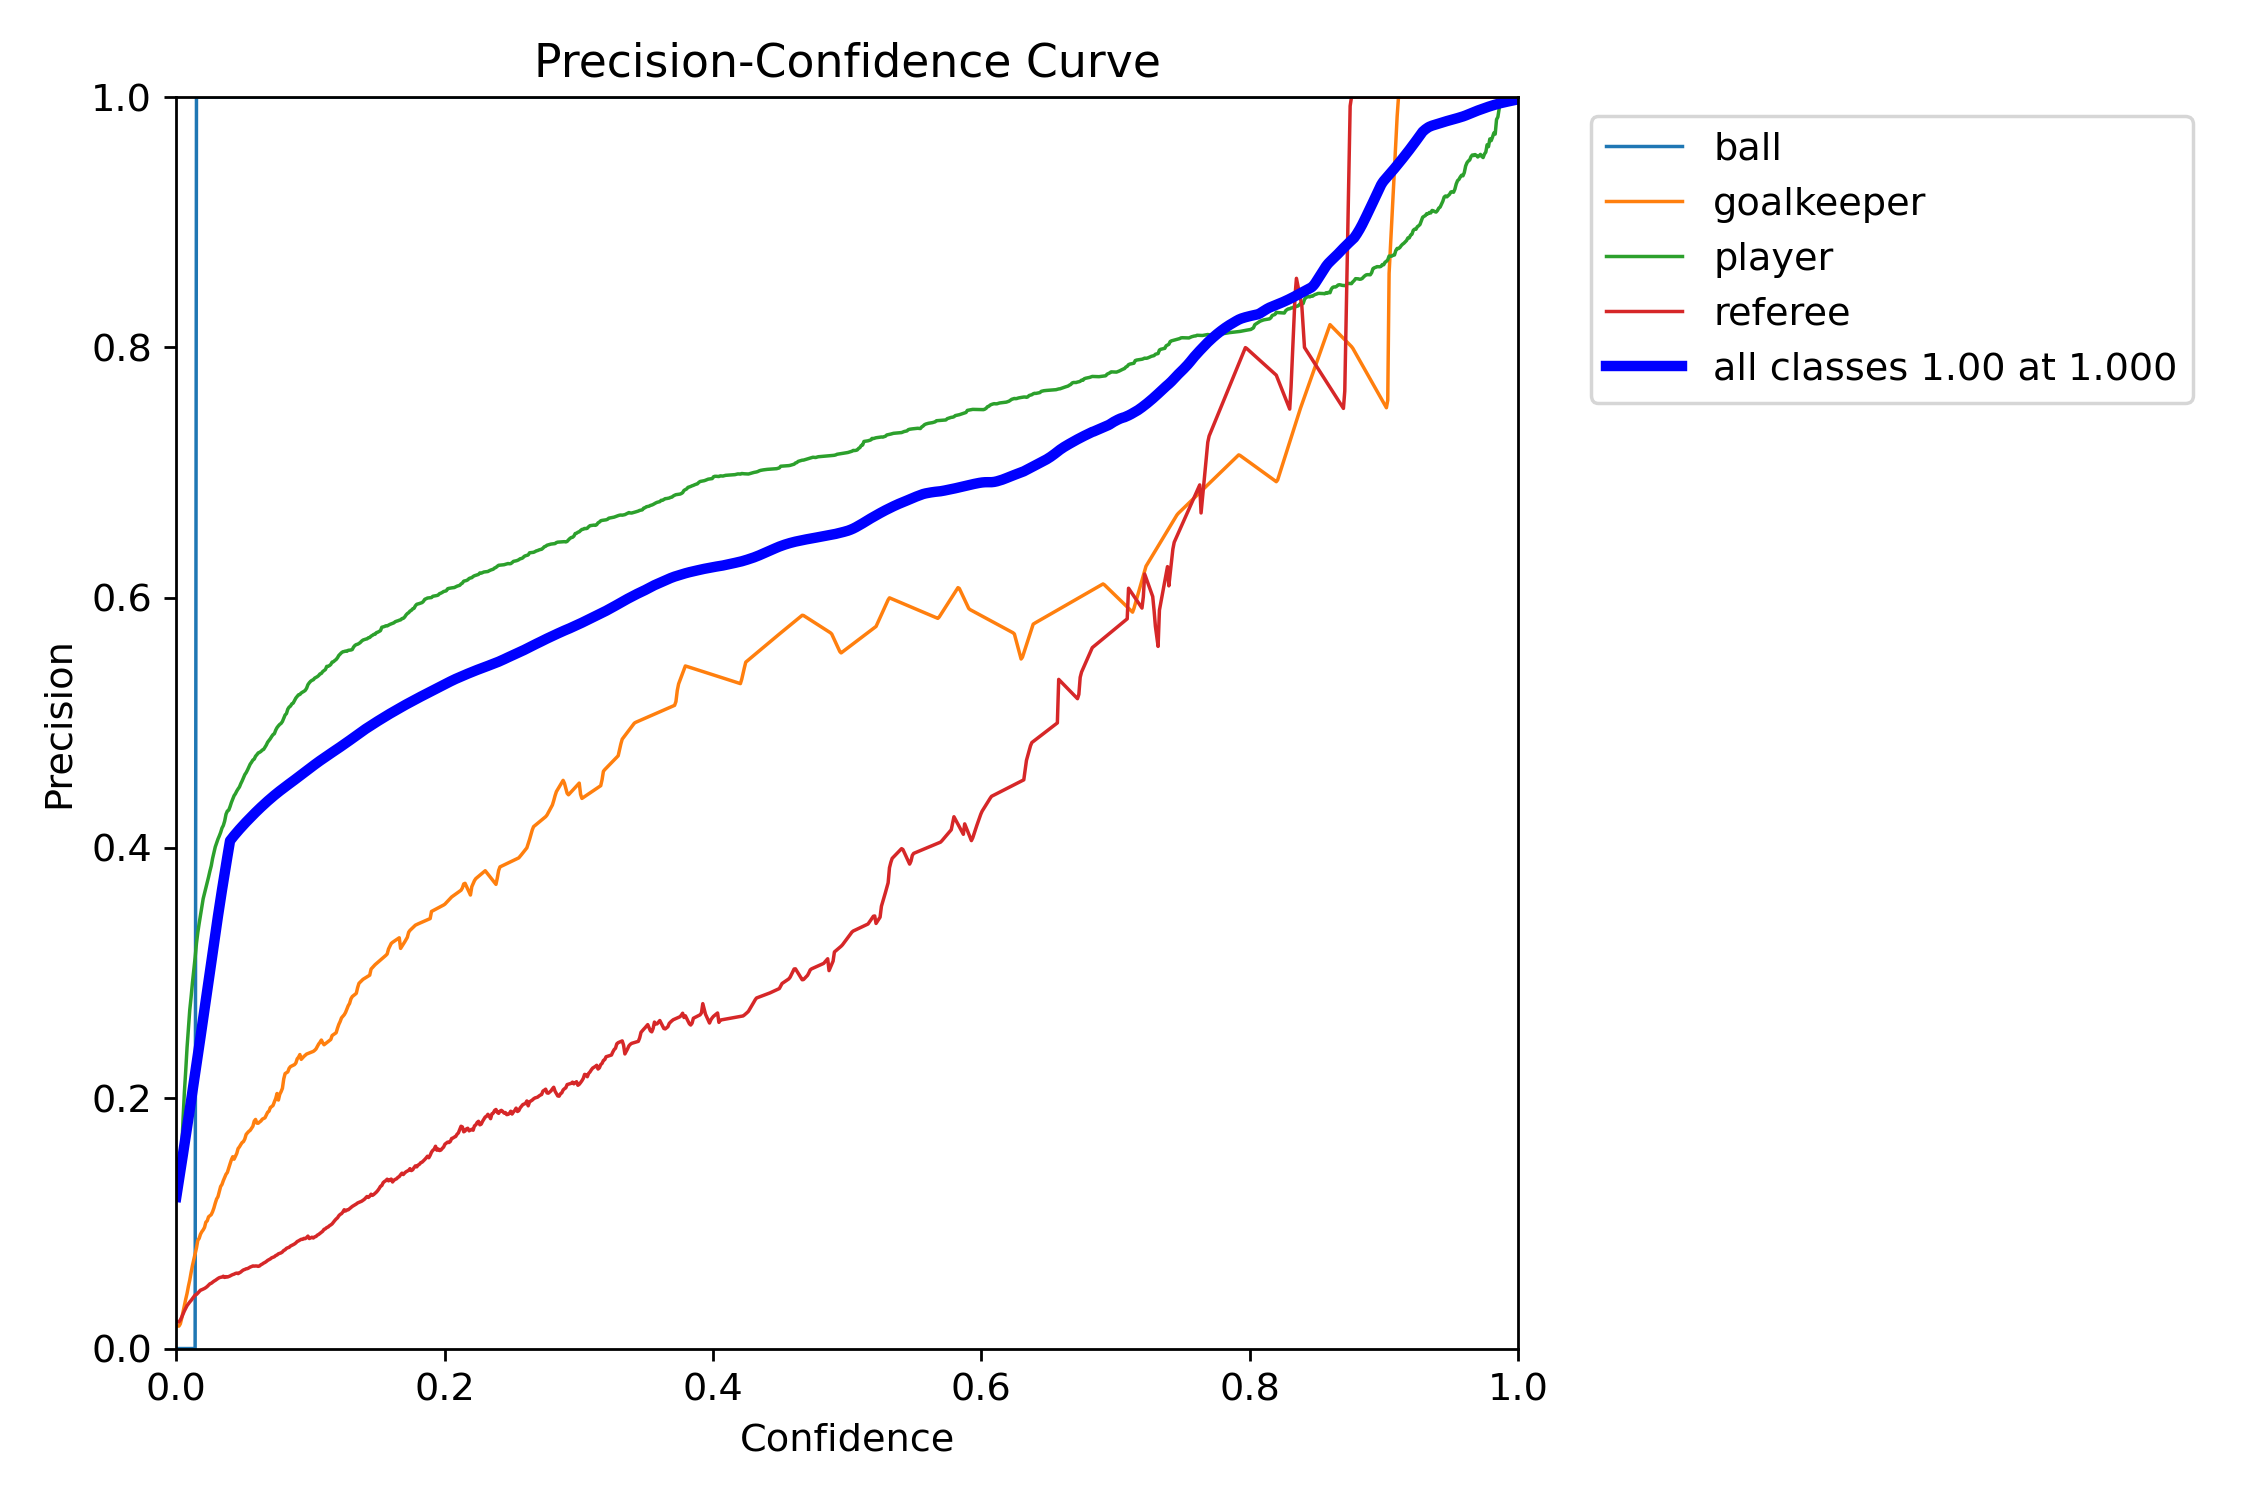 Precision-Confidence Curve
1.0
0.8
0.6
0.4
0.2
0.0
Precision
0.0 0.2 0.4 0.6 0.8 1.0
Confidence
ball
goalkeeper
player
referee
all classes 1.00 at 1.000